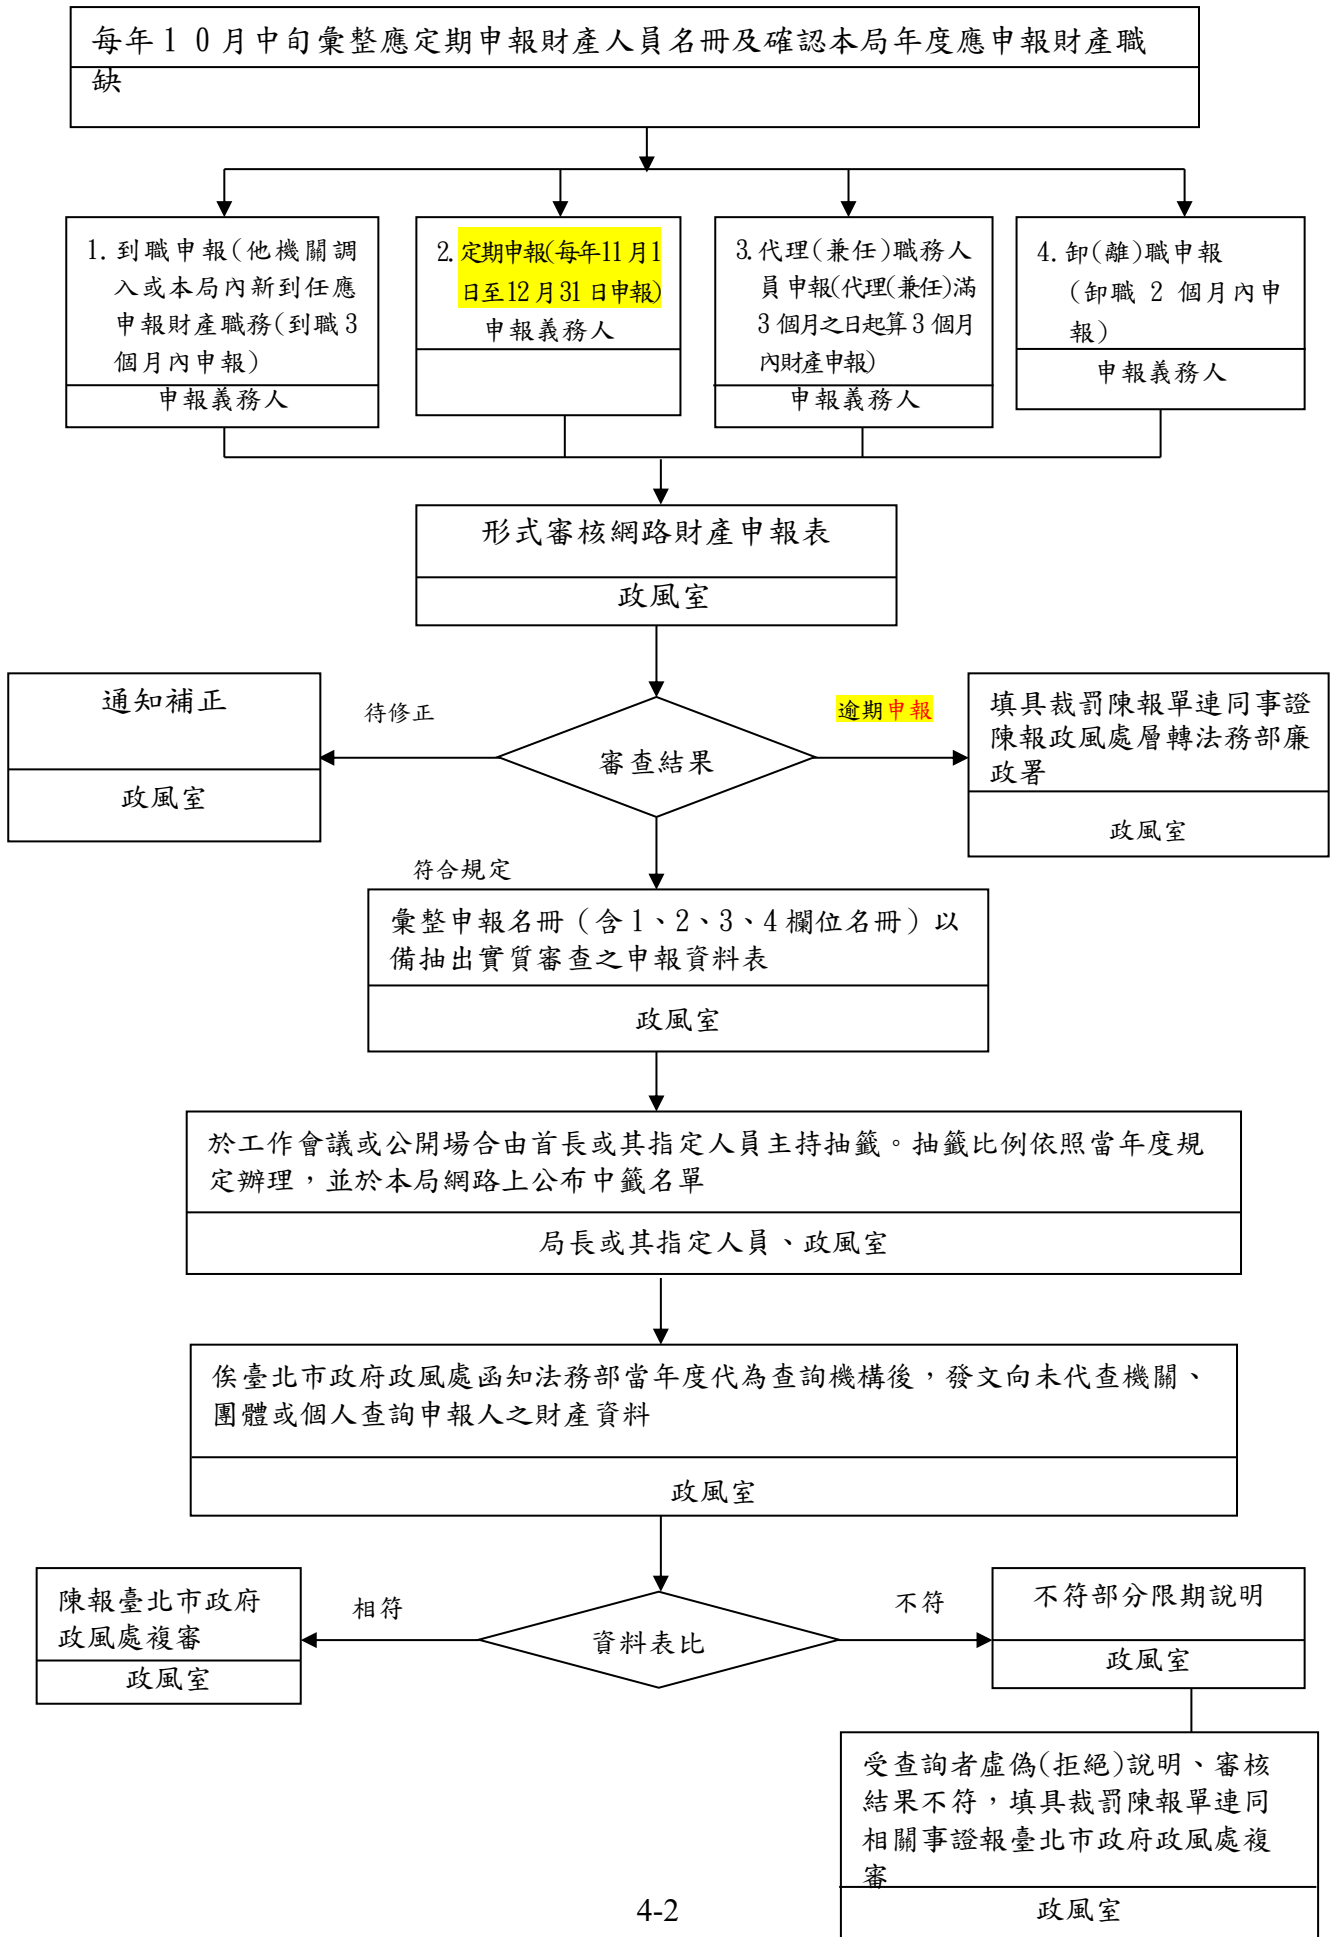 每年10月中旬彙整應定期申報財產人員名冊及確認本局年度應申報財產職
缺
1. 到職申報(他機關調
入或本局內新到任應
申報財產職務(到職3
個月內申報)
申報義務人
2. 定期申報(每年11月1
日至12月31日申報)
申報義務人
3. 代理(兼任)職務人
員申報(代理(兼任)滿
3個月之日起算3個月
內財產申報)
申報義務人
4. 卸(離)職申報
(卸職 2 個月內申
報)
申報義務人
形式審核網路財產申報表
政風室
通知補正
政風室
待修正
審查結果
逾期申報
填具裁罰陳報單連同事證
陳報政風處層轉法務部廉
政署
政風室
符合規定
彙整申報名冊（含1、2、3、4欄位名冊）以
備抽出實質審查之申報資料表
政風室
於工作會議或公開場合由首長或其指定人員主持抽籤。抽籤比例依照當年度規
定辦理，並於本局網路上公布中籤名單
局長或其指定人員、政風室
俟臺北市政府政風處函知法務部當年度代為查詢機構後，發文向未代查機關、
團體或個人查詢申報人之財產資料
政風室
陳報臺北市政府
政風處複審
政風室
相符
資料表比
不符
不符部分限期說明
政風室
受查詢者虛偽(拒絕)說明、審核
結果不符，填具裁罰陳報單連同
相關事證報臺北市政府政風處複
審
政風室
4-2